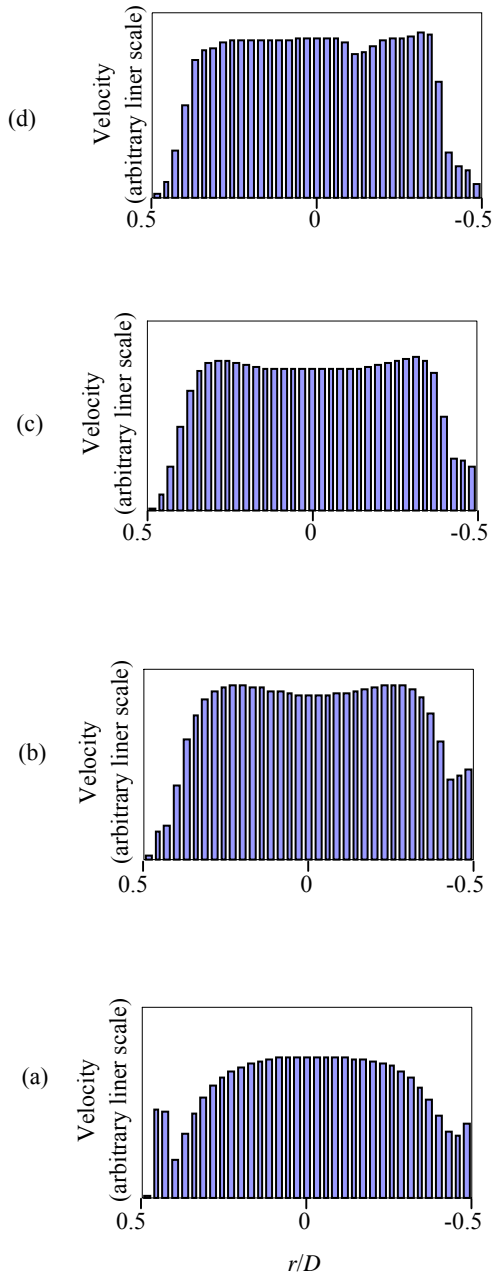 (d)
Velocity
(arbitrary liner scale)
0.5 0 -0.5
(c)
Velocity
(arbitrary liner scale)
0.5 0 -0.5
(b)
Velocity
(arbitrary liner scale)
0.5 0 -0.5
(a)
Velocity
(arbitrary liner scale)
0.5 0 -0.5
r/D